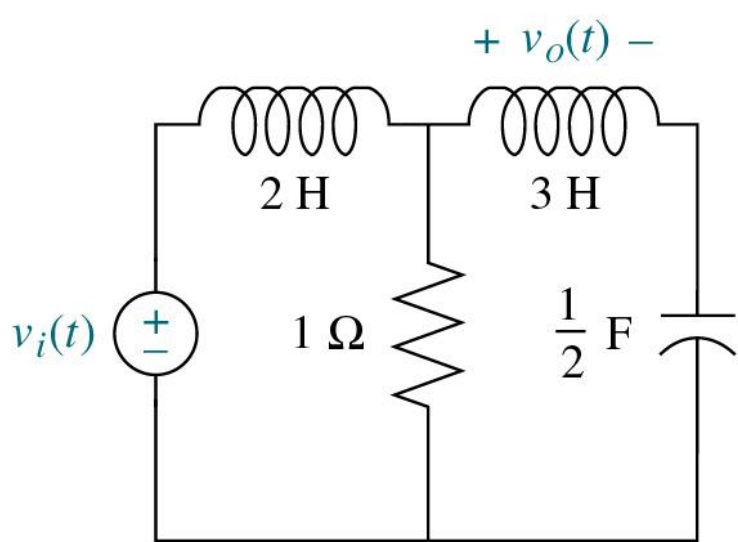 + v_o(t) −
2 H
3 H
v_i(t)
+
−
1 Ω
1/2 F